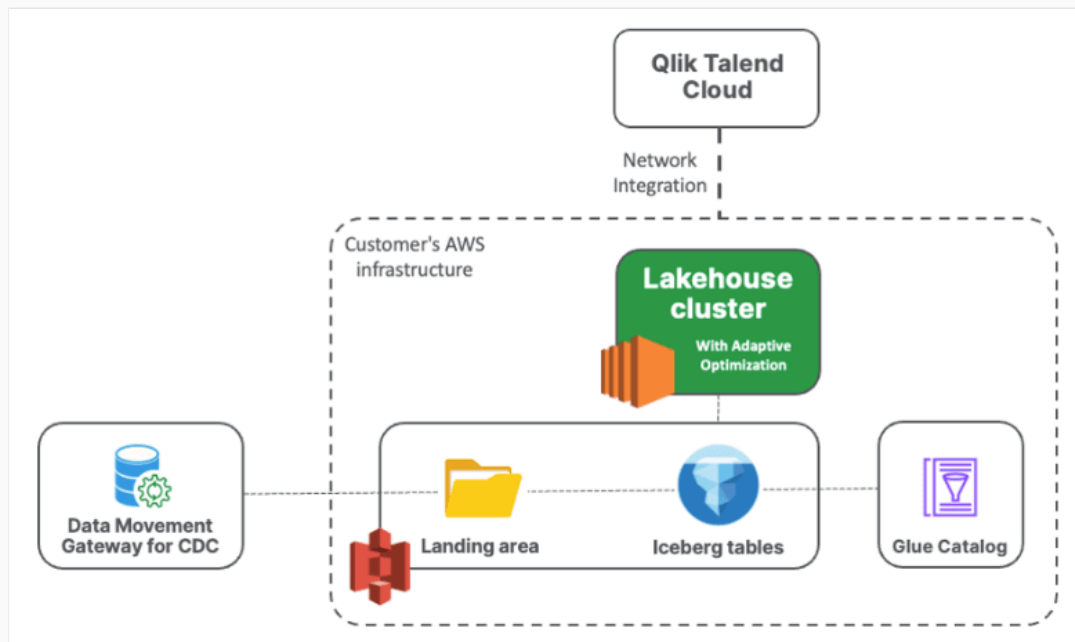 Qlik Talend
Cloud
Network
Integration
Customer's AWS
infrastructure
Lakehouse
cluster
With Adaptive
Optimization
Data Movement
Gateway for CDC
Landing area
Iceberg tables
Glue Catalog